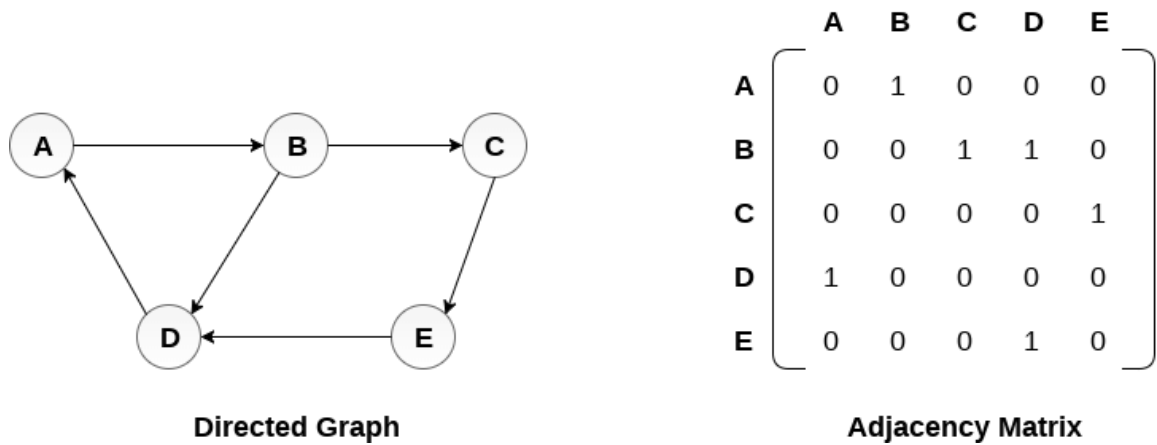 A B C D E
A 0 1 0 0 0
B 0 0 1 1 0
C 0 0 0 0 1
D 1 0 0 0 0
E 0 0 0 1 0
A B C
D E
Directed Graph
Adjacency Matrix